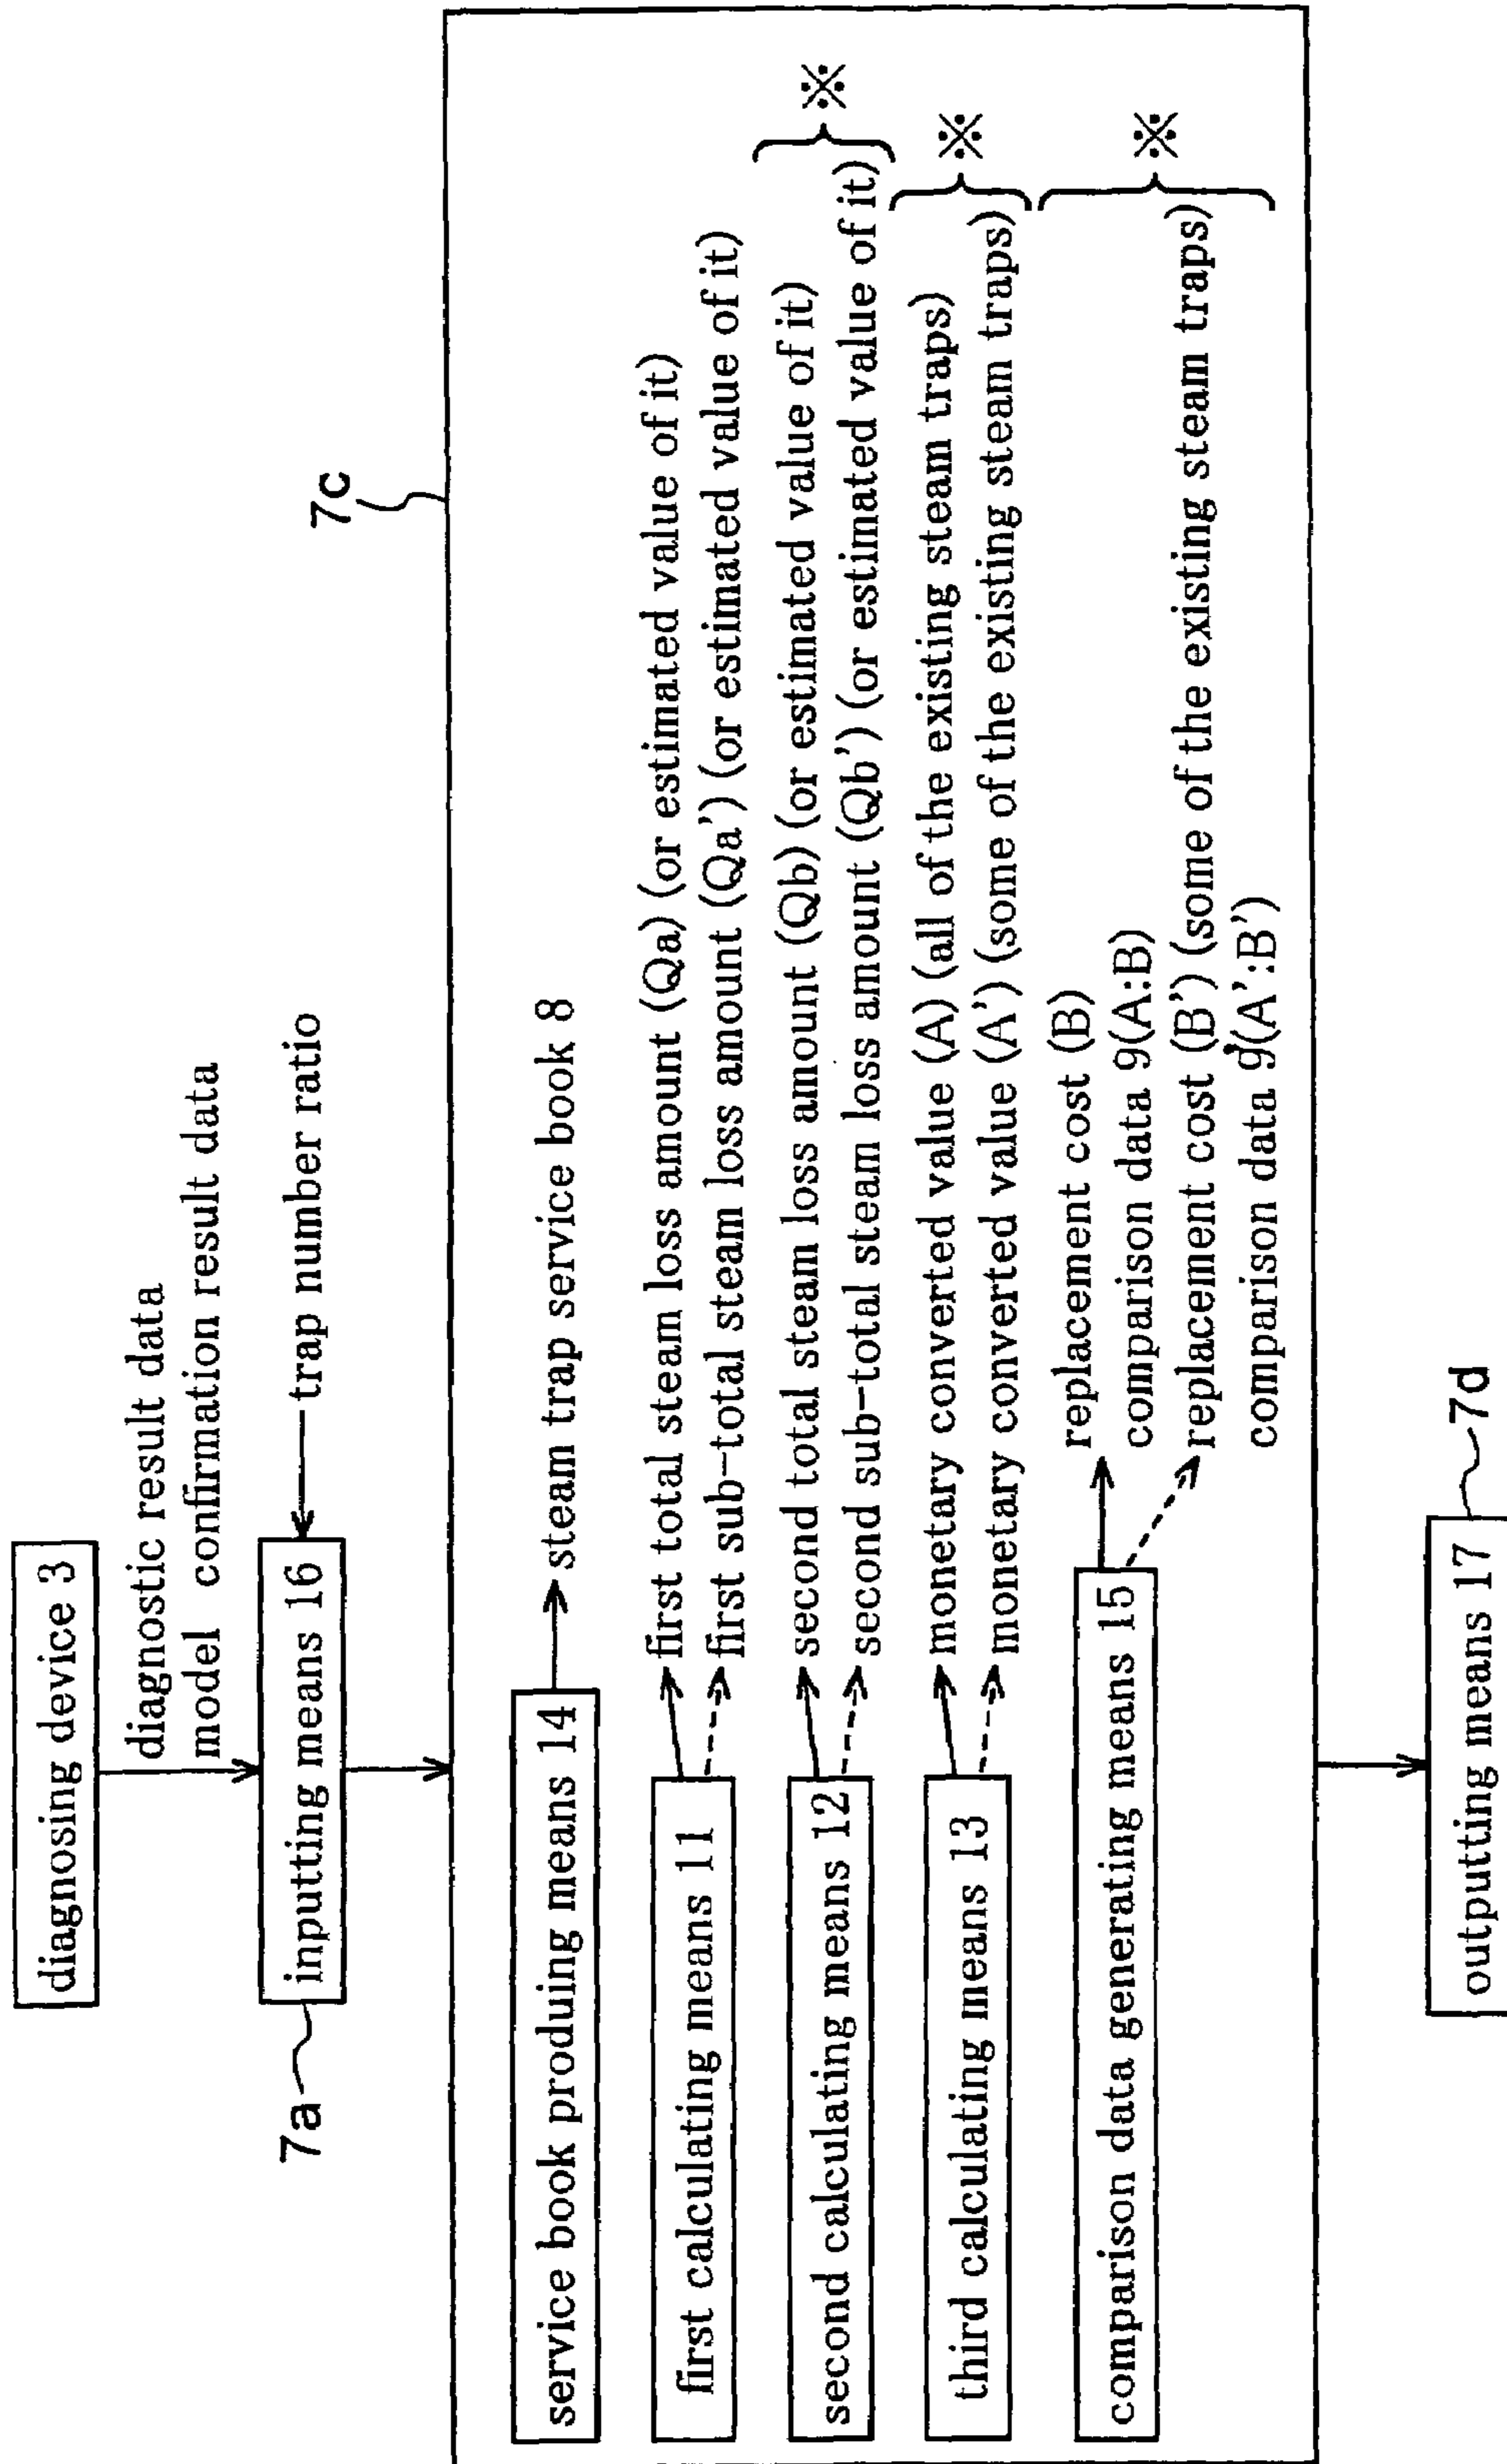 diagnosing device 3
diagnostic result data
model confirmation result data
7a
inputting means 16
trap number ratio
7c
service book produing means 14
steam trap service book 8
first calculating means 11
first total steam loss amount (Qa) (or estimated value of it)
first sub-total steam loss amount (Qa') (or estimated value of it)
second calculating means 12
second total steam loss amount (Qb) (or estimated value of it)
second sub-total steam loss amount (Qb') (or estimated value of it)
※
third calculating means 13
monetary converted value (A) (all of the existing steam traps)
monetary converted value (A') (some of the existing steam traps)
※
comparison data generating means 15
replacement cost (B)
comparison data 9(A:B)
replacement cost (B') (some of the existing steam traps)
comparison data 9'(A':B')
※
outputting means 17
7d